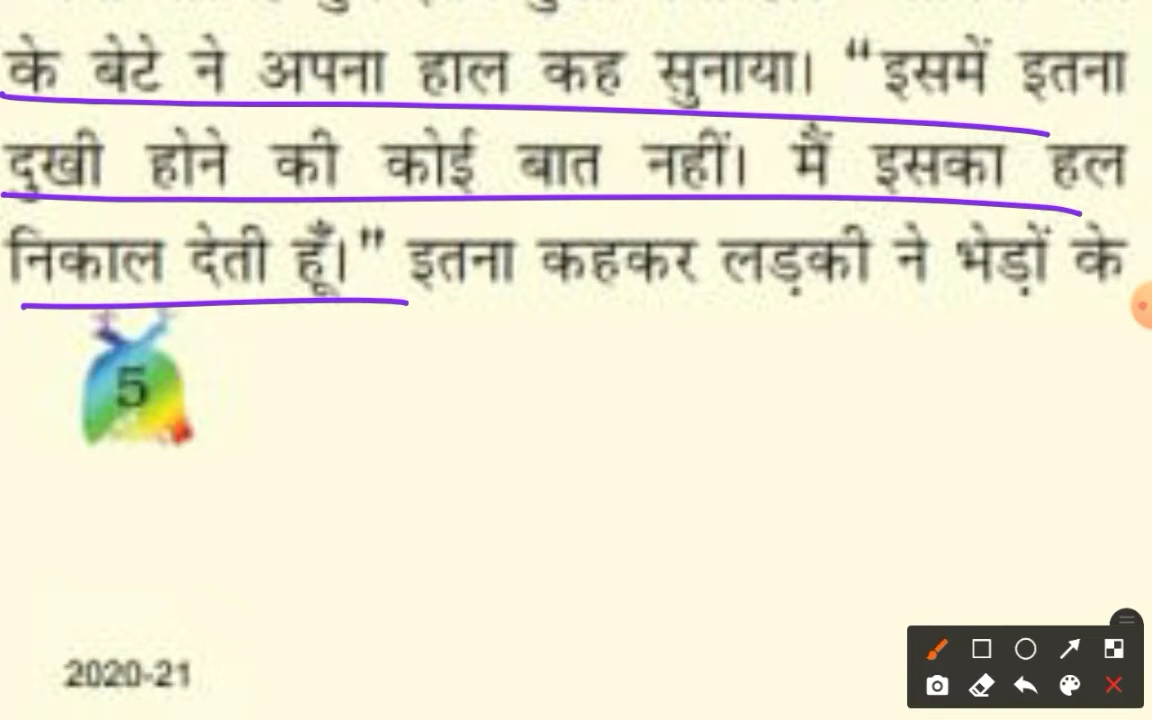 के बेटे ने अपना हाल कह सुनाया। “इसमें इतना
दुखी होने की कोई बात नहीं। मैं इसका हल
निकाल देती हूँ।” इतना कहकर लड़की ने भेड़ों के
5
2020-21